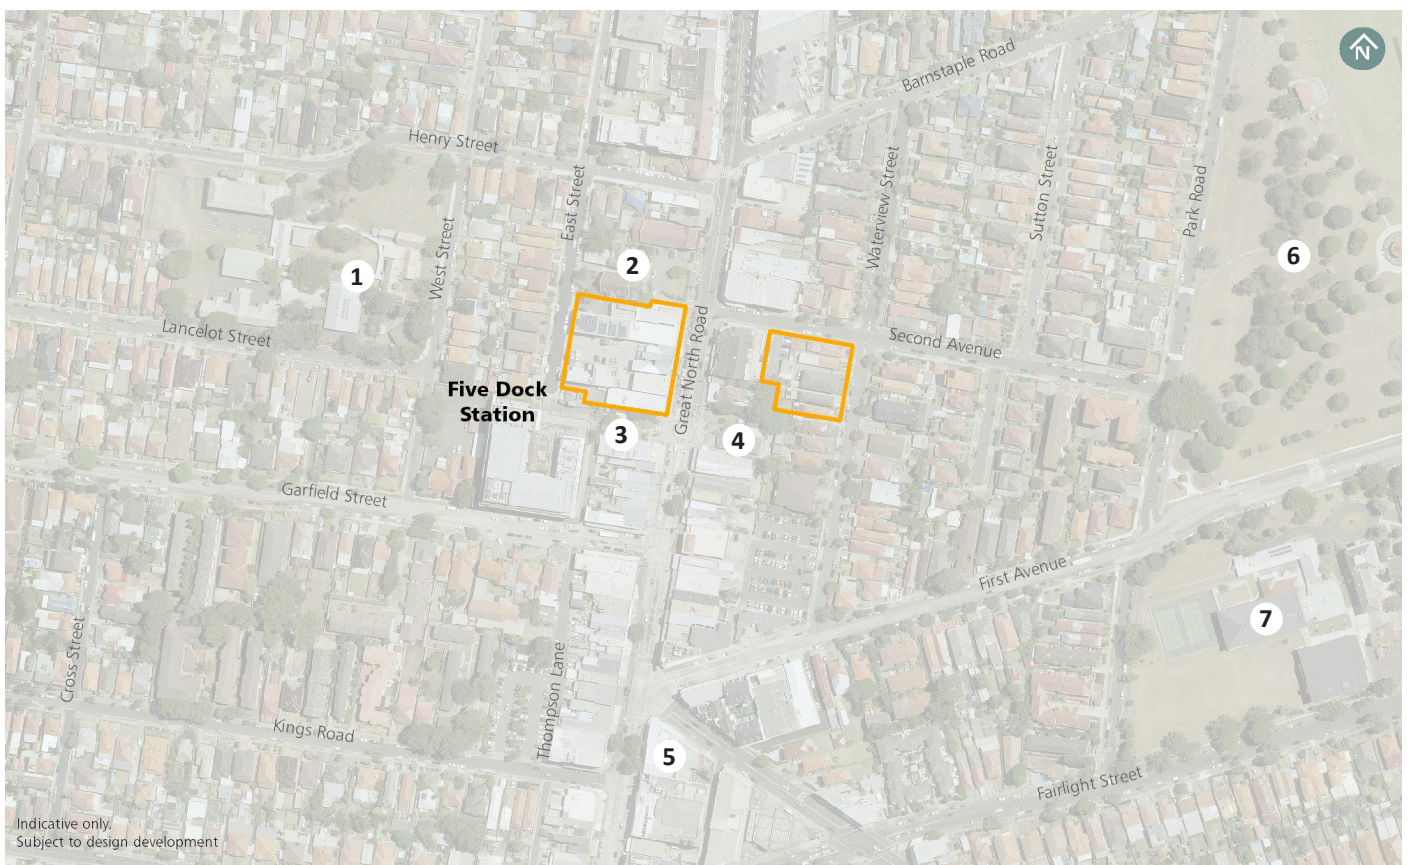 N
Barnstaple Road
Henry Street
East Street
Waterview Street
Sutton Street
Park Road
West Street
1
2
6
Lancelot Street
Great North Road
Second Avenue
Five Dock
Station
3
4
Garfield Street
First Avenue
7
Cross Street
Thompson Lane
Kings Road
5
Fairlight Street
Indicative only.
Subject to design development